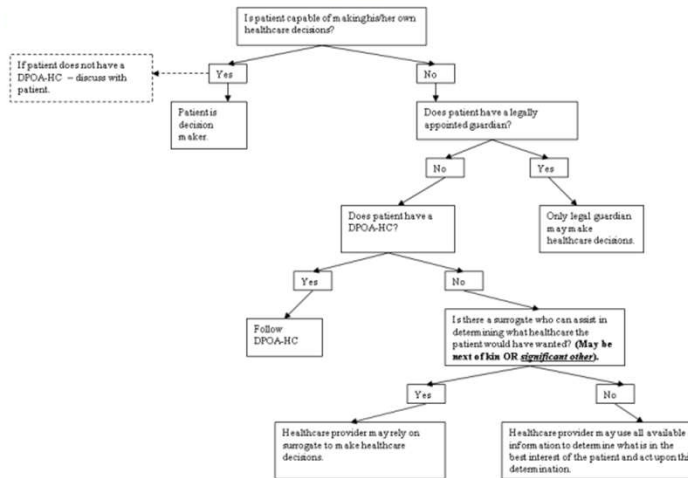 Is patient capable of makinghis/her own
healthcare decisions?
If patient does not have a
DPOA-HC – discuss with
patient.
Yes
No
Patient is
decision
maker.
Does patient have a legally
appointed guardian?
No
Yes
Does patient have a
DPOA-HC?
Only legal guardian
may make
healthcare decisions.
Yes
No
Follow
DPOA-HC
Is there a surrogate who can assist in
determining what healthcare the
patient would have wanted? (May be
next of kin OR significant other).
Yes
No
Healthcare provider may rely on
surrogate to make healthcare
decisions.
Healthcare provider may use all available
information to determine what is in
the best interest of the patient and act upon this
determination.